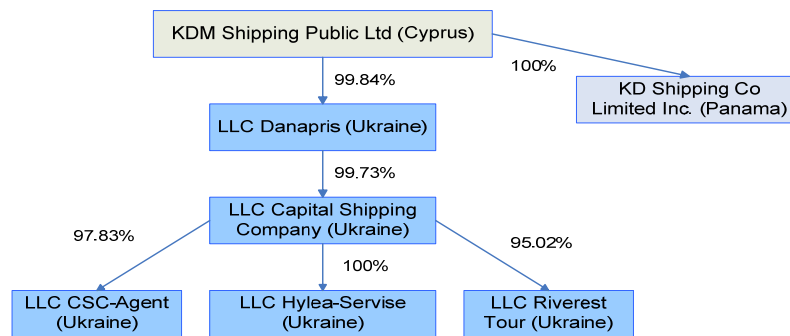 KDM Shipping Public Ltd (Cyprus)
99.84%
100%
KD Shipping Co
Limited Inc. (Panama)
LLC Danapris (Ukraine)
99.73%
LLC Capital Shipping
Company (Ukraine)
97.83%
100%
95.02%
LLC CSC-Agent
(Ukraine)
LLC Hylea-Servise
(Ukraine)
LLC Riverest
Tour (Ukraine)